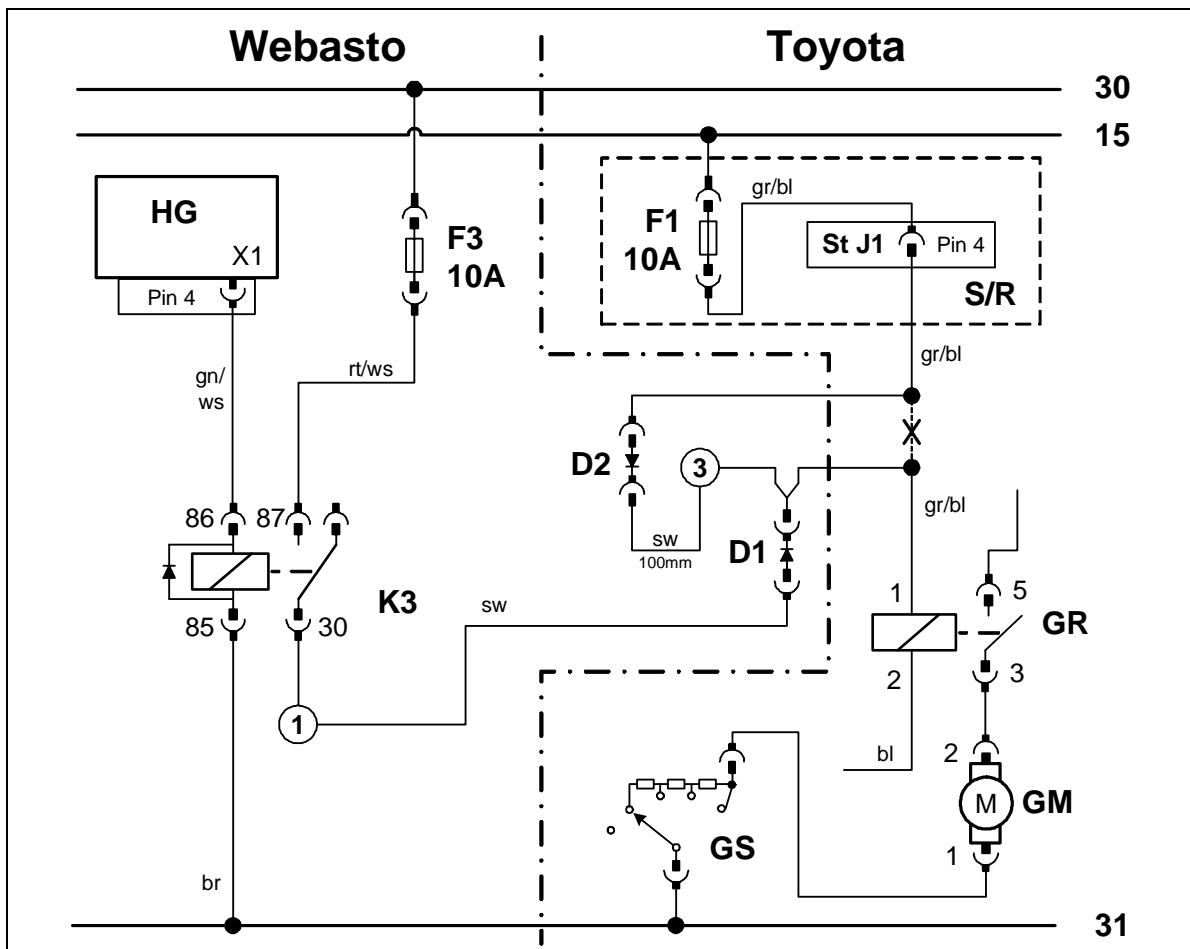 Webasto Toyota
30
15
HG
X1
Pin 4
F3
10A
gr/bl
F1
10A
St J1 Pin 4
S/R
gn/
ws
rt/ws
gr/bl
D2
3
sw
100mm
D1
gr/bl
86
87
85
30
K3
sw
1
1
5
GR
2
3
bl
2
M
GM
1
GS
br
31